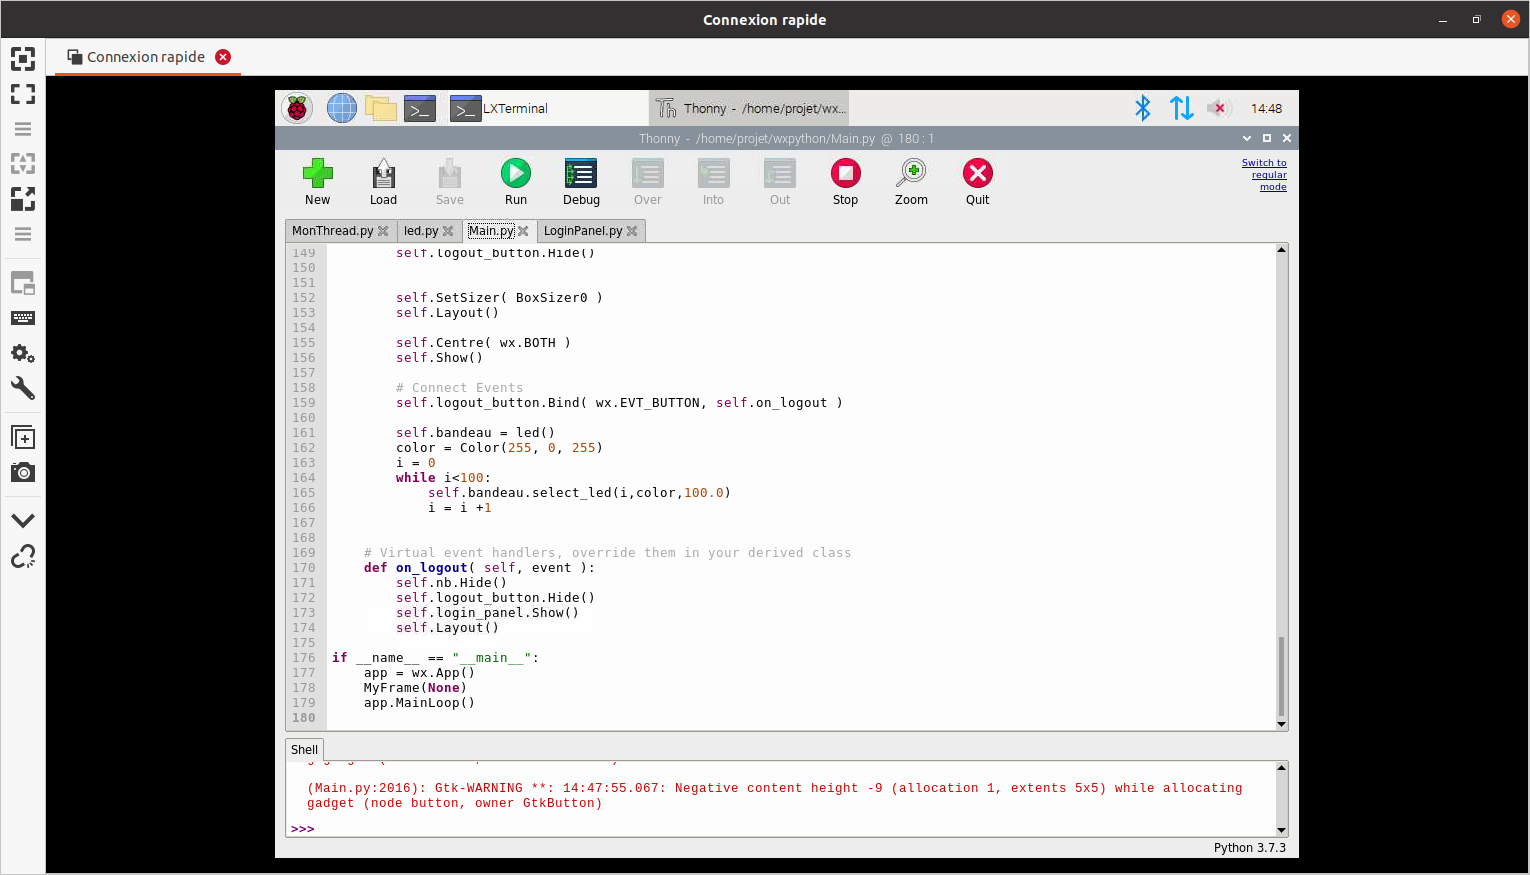 Connexion rapide
Connexion rapide
LXTerminal
Thonny - /home/projet/wx...
14:48
Thonny - /home/projet/wxpython/Main.py @ 180 : 1
New
Load
Save
Run
Debug
Over
Into
Out
Stop
Zoom
Quit
Switch to
regular
mode
MonThread.py
led.py
Main.py
LoginPanel.py
149         self.logout_button.Hide()
150
151
152         self.SetSizer( BoxSizer0 )
153         self.Layout()
154
155         self.Centre( wx.BOTH )
156         self.Show()
157
158         # Connect Events
159         self.logout_button.Bind( wx.EVT_BUTTON, self.on_logout )
160
161         self.bandeau = led()
162         color = Color(255, 0, 255)
163         i = 0
164         while i<100:
165             self.bandeau.select_led(i,color,100.0)
166             i = i +1
167
168
169     # Virtual event handlers, override them in your derived class
170     def on_logout( self, event ):
171         self.nb.Hide()
172         self.logout_button.Hide()
173         self.login_panel.Show()
174         self.Layout()
175
176 if __name__ == "__main__":
177     app = wx.App()
178     MyFrame(None)
179     app.MainLoop()
180
Shell
(Main.py:2016): Gtk-WARNING **: 14:47:55.067: Negative content height -9 (allocation 1, extents 5x5) while allocating
gadget (node button, owner GtkButton)
>>>
Python 3.7.3